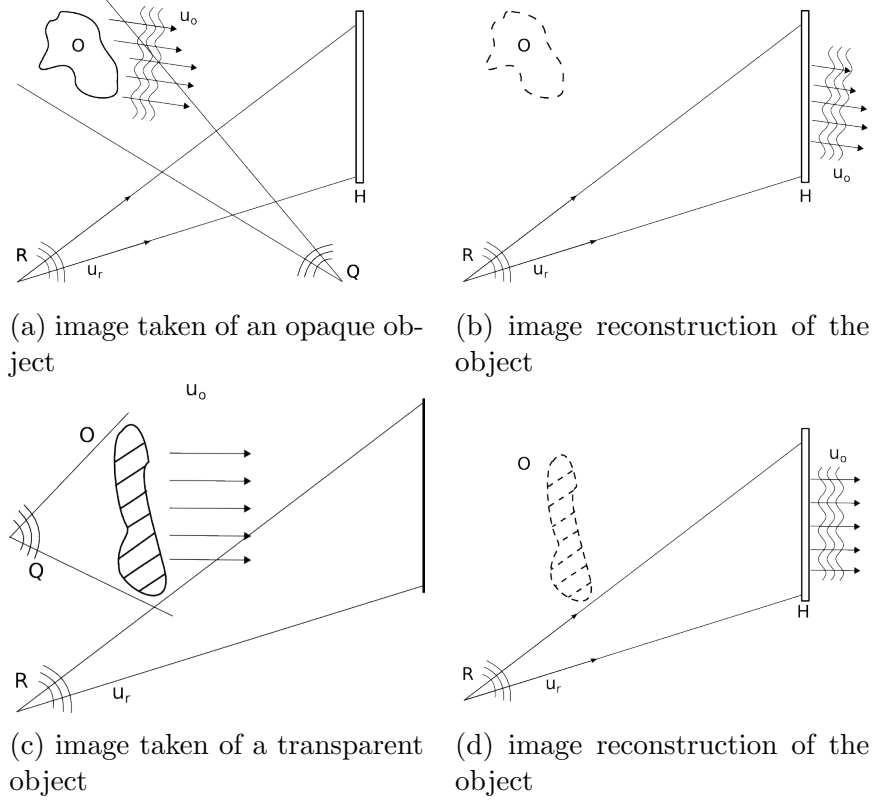 O
u_o
H
R
u_r
Q
(a) image taken of an opaque ob-
ject
O
u_o
H
R
u_r
(b) image reconstruction of the
object
u_o
O
Q
R
u_r
(c) image taken of a transparent
object
O
u_o
H
R
u_r
(d) image reconstruction of the
object